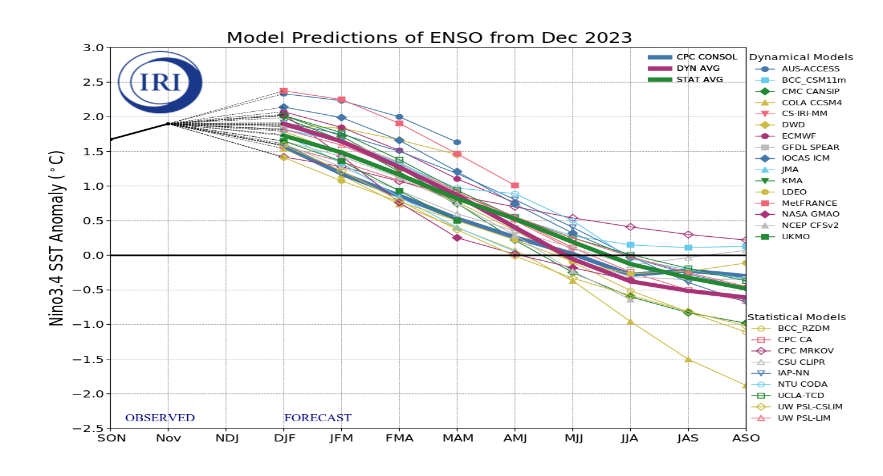 Model Predictions of ENSO from Dec 2023
IRI
CPC CONSOL
DYN AVG
STAT AVG
Dynamical Models
AUS-ACCESS
BCC_CSM11m
CMC CANSIP
COLA CCSM4
CS-IRI-MM
DWD
ECMWF
GFDL SPEAR
IOCAS ICM
JMA
KMA
LDEO
MetFRANCE
NASA GMAO
NCEP CFSv2
UKMO
Statistical Models
BCC_RZDM
CPC CA
CPC MRKOV
CSU CLIPR
IAP-NN
NTU CODA
UCLA-TCD
UW PSL-CSLIM
UW PSL-LIM
Nino3.4 SST Anomaly (°C)
3.0
2.5
2.0
1.5
1.0
0.5
0.0
−0.5
−1.0
−1.5
−2.0
−2.5
OBSERVED FORECAST
SON Nov NDJ DJF JFM FMA MAM AMJ MJJ JJA JAS ASO